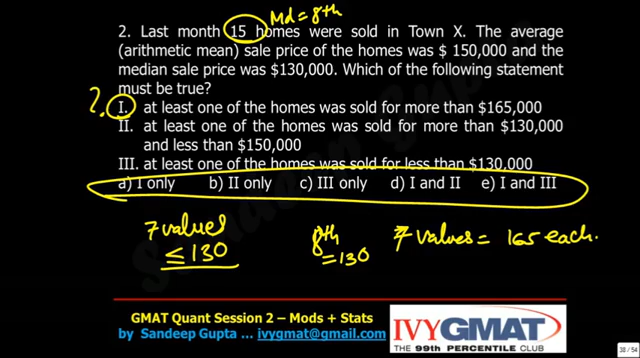 Md = 8th
2. Last month 15 homes were sold in Town X. The average
(arithmetic mean) sale price of the homes was $ 150,000 and the
median sale price was $130,000. Which of the following statement
must be true?
?. I. at least one of the homes was sold for more than $165,000
II. at least one of the homes was sold for more than $130,000
and less than $150,000
III. at least one of the homes was sold for less than $130,000
a) I only b) II only c) III only d) I and II e) I and III
7 values
≤ 130
8th
= 130
7 values = 165 each.
GMAT Quant Session 2 – Mods + Stats
by Sandeep Gupta ... ivygmat@gmail.com
IVYGMAT
THE 99th PERCENTILE CLUB
38 / 54